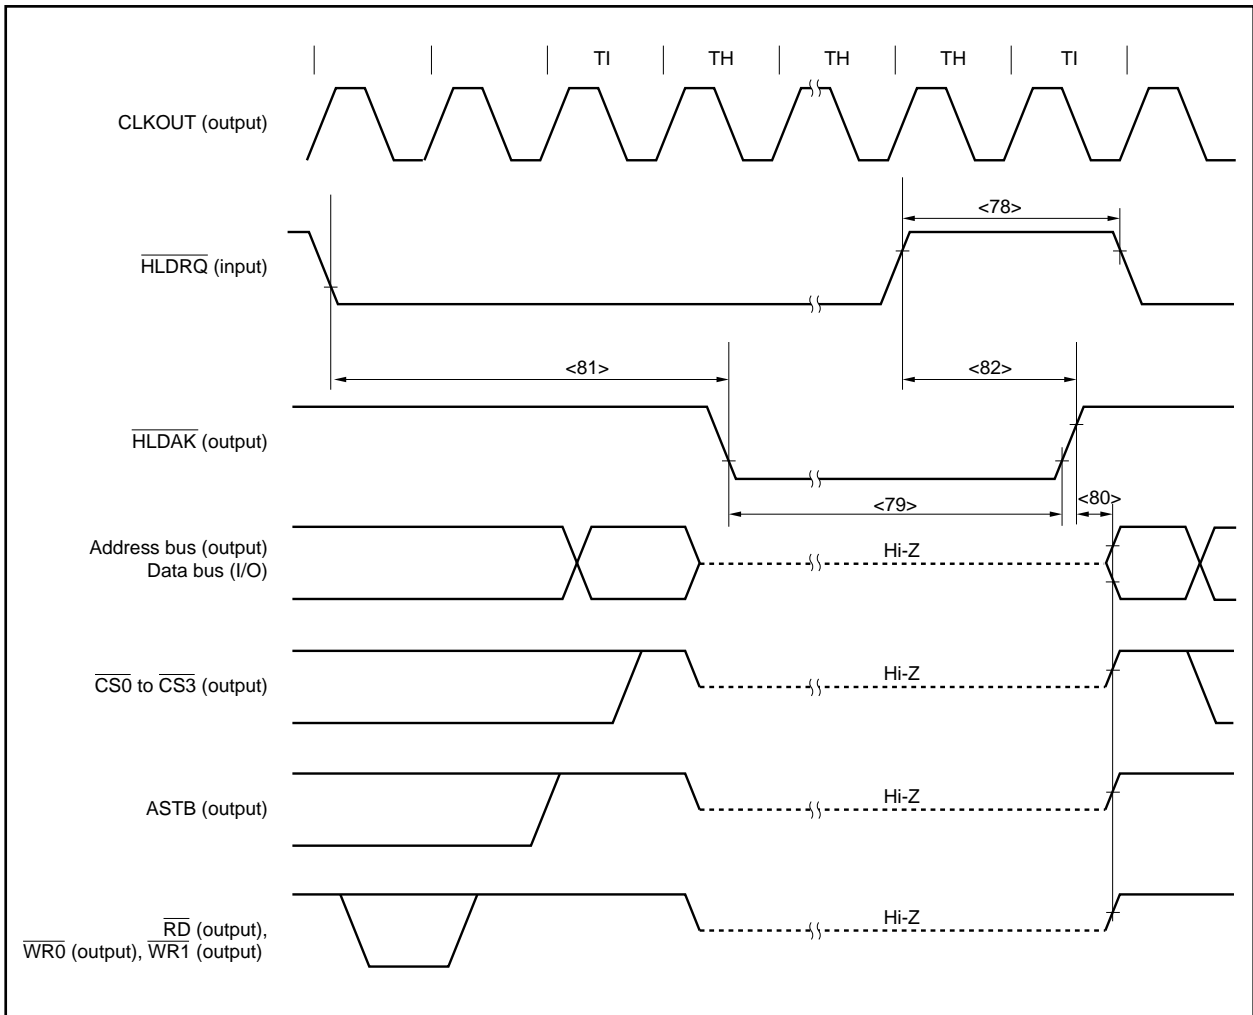 TI TH TH TH TI
CLKOUT (output)
<78>
HLDRQ (input)
<81> <82>
HLDAK (output)
<79> <80>
Address bus (output)
Data bus (I/O)
Hi-Z
CS0 to CS3 (output)
Hi-Z
ASTB (output)
Hi-Z
RD (output),
WR0 (output), WR1 (output)
Hi-Z